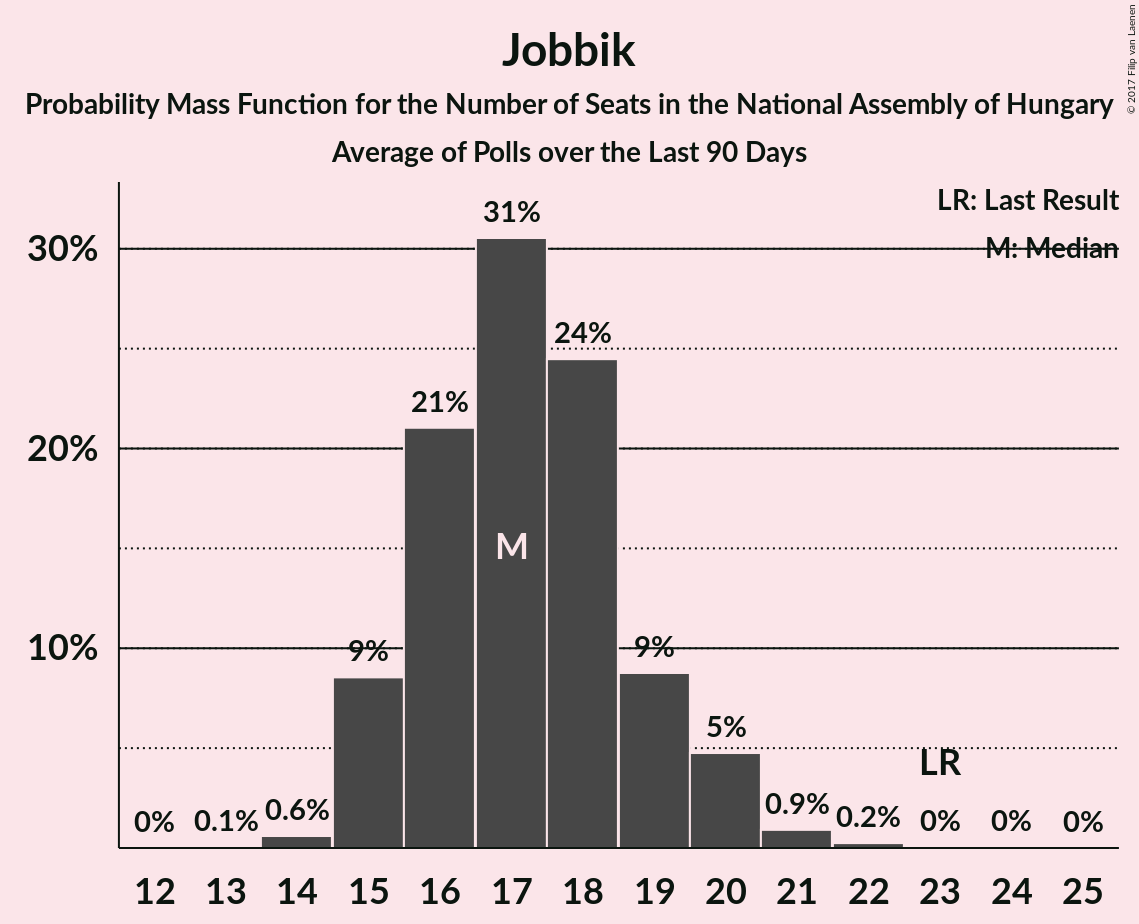 Jobbik
Probability Mass Function for the Number of Seats in the National Assembly of Hungary
Average of Polls over the Last 90 Days
© 2017 Filip van Laenen
LR: Last Result
M: Median
30%
20%
10%
0%
0.1%
0.6%
9%
21%
31%
24%
9%
5%
0.9%
0.2%
0%
0%
0%
M
LR
12 13 14 15 16 17 18 19 20 21 22 23 24 25